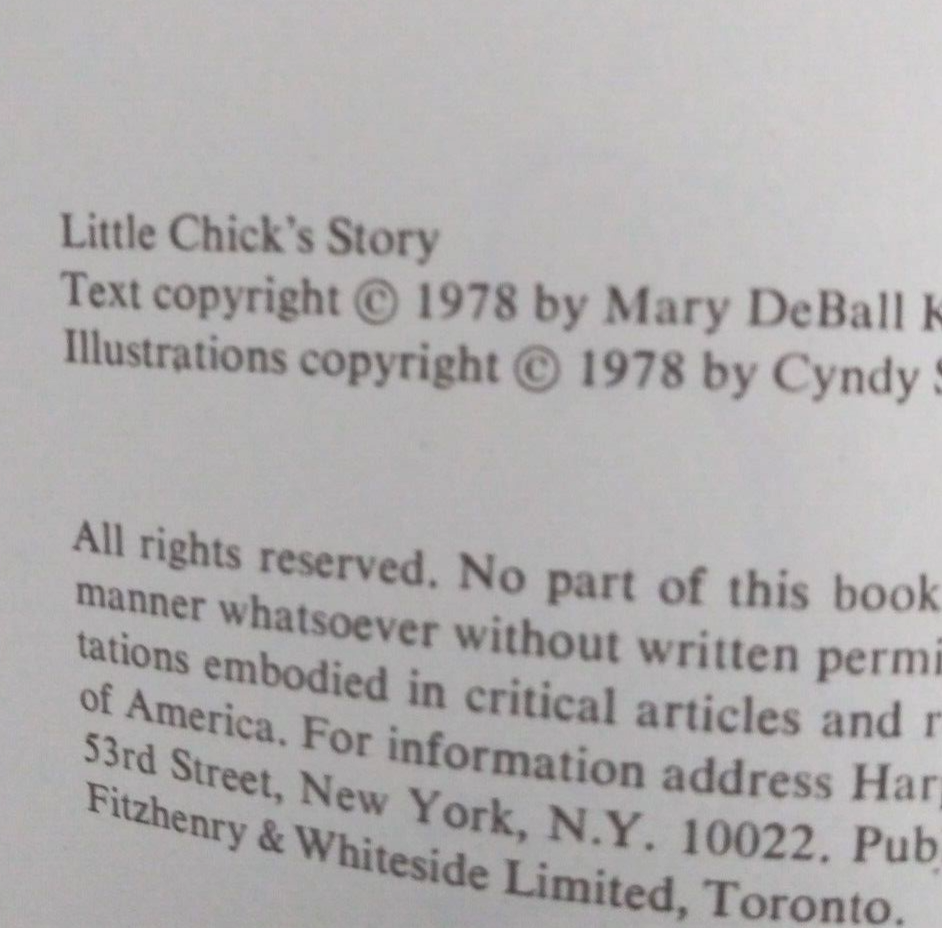 Little Chick's Story
Text copyright © 1978 by Mary DeBall K
Illustrations copyright © 1978 by Cyndy S
All rights reserved. No part of this book
manner whatsoever without written permi
tations embodied in critical articles and r
of America. For information address Har
53rd Street, New York, N.Y. 10022. Pub
Fitzhenry & Whiteside Limited, Toronto.